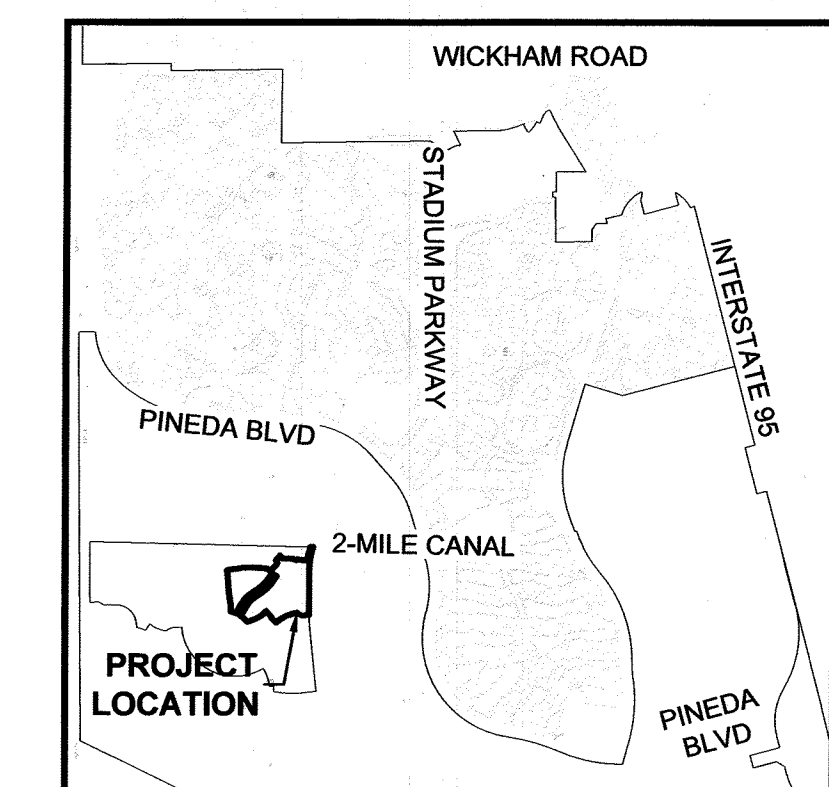 WICKHAM ROAD
STADIUM PARKWAY
INTERSTATE 95
PINEDA BLVD
2-MILE CANAL
PROJECT
LOCATION
PINEDA
BLVD